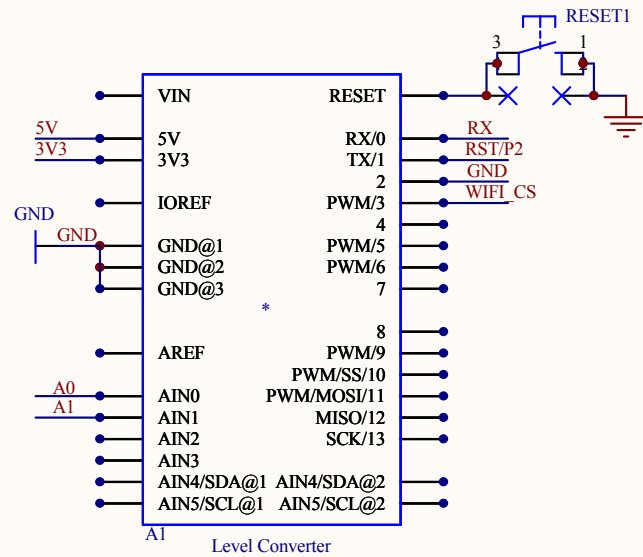 RESET1
3 1
2
VIN RESET
5V 5V RX/0 RX
3V3 3V3 TX/1 RST/P2
2 GND
IOREF PWM/3 WIFI_CS
GND 4
GND GND@1 PWM/5
GND@2 PWM/6
GND@3 7
*
8
AREF PWM/9
PWM/SS/10
A0 AIN0 PWM/MOSI/11
A1 AIN1 MISO/12
AIN2 SCK/13
AIN3
AIN4/SDA@1 AIN4/SDA@2
AIN5/SCL@1 AIN5/SCL@2
A1
Level Converter